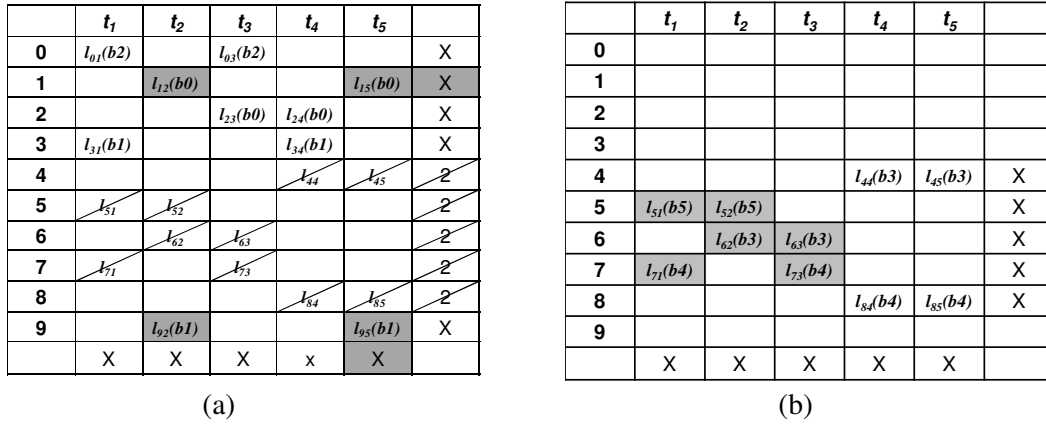 t1 t2 t3 t4 t5
0 l01(b2) l03(b2) X
1 l12(b0) l15(b0) X
2 l23(b0) l24(b0) X
3 l31(b1) l34(b1) X
4 l44 l45 2
5 l51 l52 2
6 l62 l63 2
7 l71 l73 2
8 l84 l85 2
9 l92(b1) l95(b1) X
X X X x X
(a)
t1 t2 t3 t4 t5
0
1
2
3
4 l44(b3) l45(b3) X
5 l51(b5) l52(b5) X
6 l62(b3) l63(b3) X
7 l71(b4) l73(b4) X
8 l84(b4) l85(b4) X
9
X X X X X
(b)